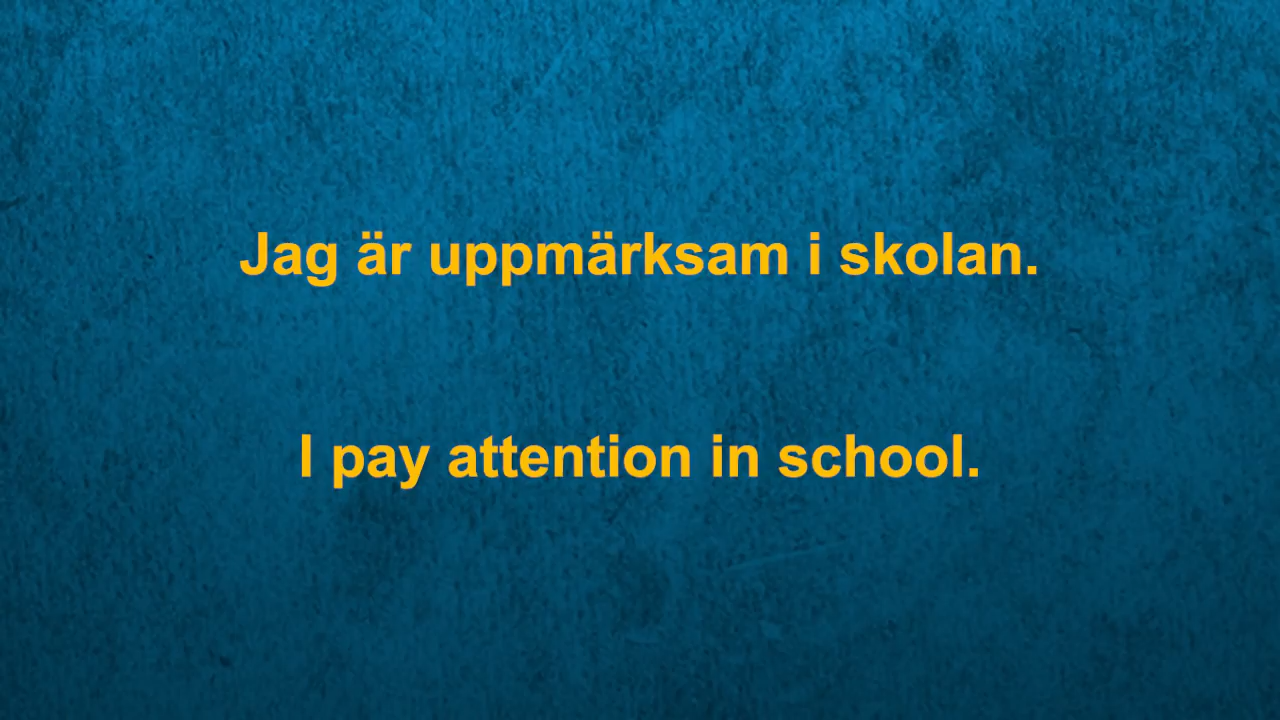 Jag är uppmärksam i skolan.
I pay attention in school.